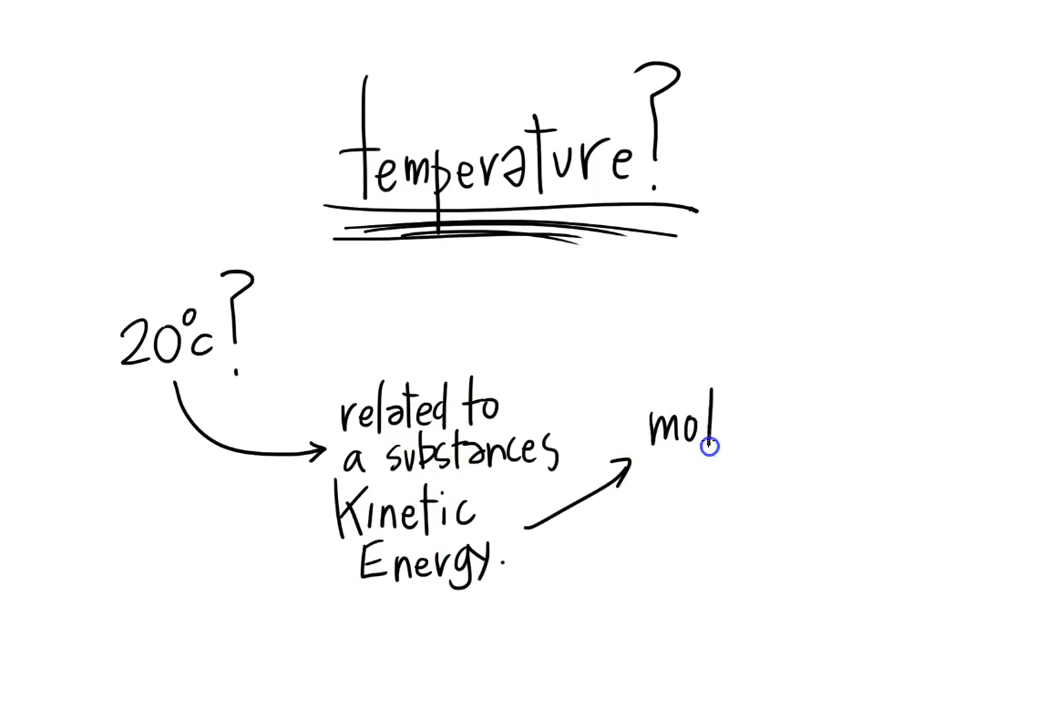 temperature?
20°c?
related to
a substances
Kinetic
Energy.
mol